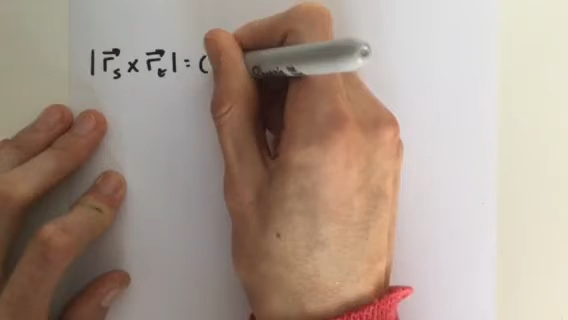 |r⃗ₛ × r⃗ₜ| = (